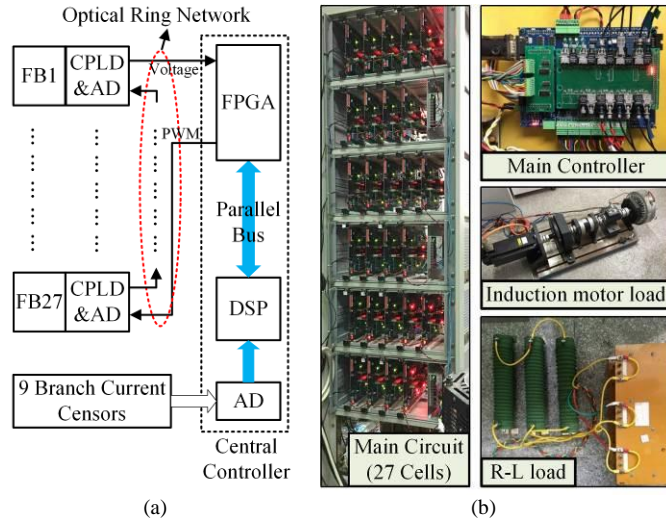 Optical Ring Network
FB1
CPLD
&AD
Voltage
FPGA
PWM
Parallel
Bus
FB27
CPLD
&AD
DSP
9 Branch Current
Censors
AD
Central
Controller
(a)
Main Circuit
(27 Cells)
Main Controller
Induction motor load
R-L load
(b)